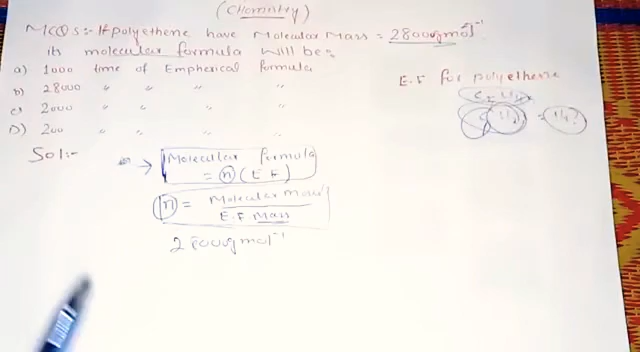 (Chemistry)
MCQS:- If polyethene have Molecular Mass = 28000gmol⁻¹
its molecular formula will be:
a) 1000 time of Empherical formula
b) 28000 " " " "
c) 2000 " " " "
D) 200 " " " "
E.F for polyethene
Sol:-
→ Molecular formula
= n (E F)
n = Molecular mass
E.F Mass
28000gmol⁻¹